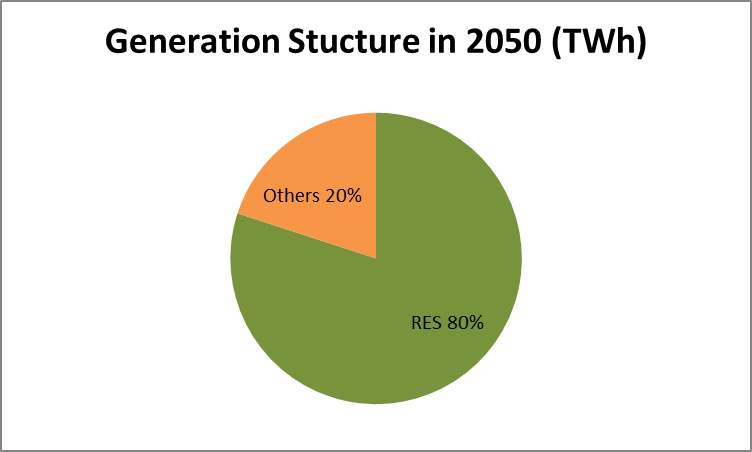 Generation Stucture in 2050 (TWh)
Others 20%
RES 80%